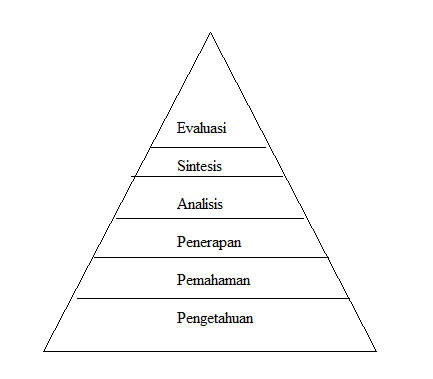 Evaluasi
Sintesis
Analisis
Penerapan
Pemahaman
Pengetahuan